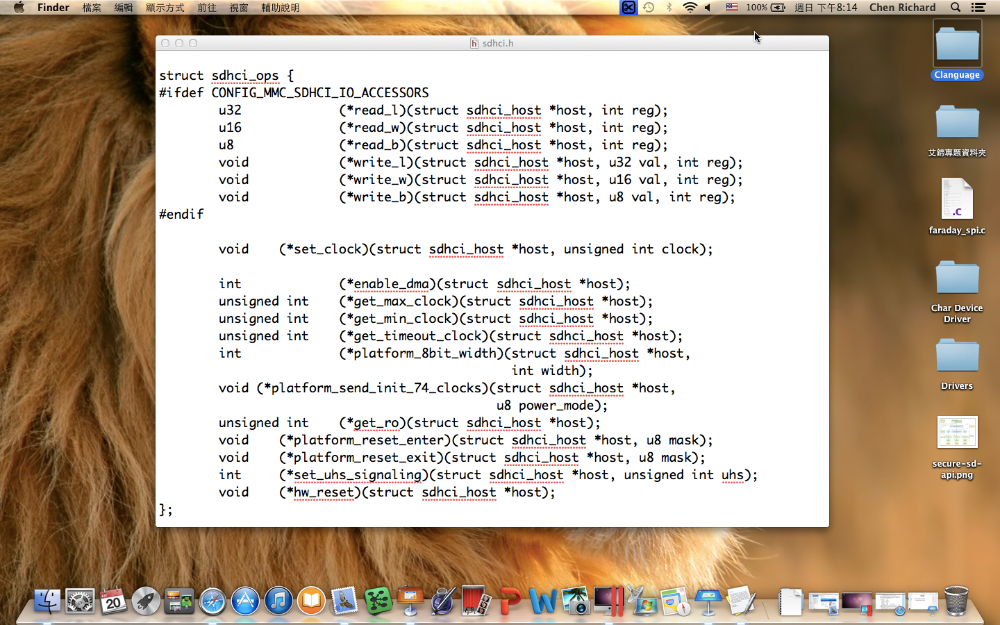 Finder 檔案 編輯 顯示方式 前往 視窗 輔助說明 100% 週日 下午8:14 Chen Richard
sdhci.h
struct sdhci_ops {
#ifdef CONFIG_MMC_SDHCI_IO_ACCESSORS
u32 (*read_l)(struct sdhci_host *host, int reg);
u16 (*read_w)(struct sdhci_host *host, int reg);
u8 (*read_b)(struct sdhci_host *host, int reg);
void (*write_l)(struct sdhci_host *host, u32 val, int reg);
void (*write_w)(struct sdhci_host *host, u16 val, int reg);
void (*write_b)(struct sdhci_host *host, u8 val, int reg);
#endif
void (*set_clock)(struct sdhci_host *host, unsigned int clock);
int (*enable_dma)(struct sdhci_host *host);
unsigned int (*get_max_clock)(struct sdhci_host *host);
unsigned int (*get_min_clock)(struct sdhci_host *host);
unsigned int (*get_timeout_clock)(struct sdhci_host *host);
int (*platform_8bit_width)(struct sdhci_host *host,
int width);
void (*platform_send_init_74_clocks)(struct sdhci_host *host,
u8 power_mode);
unsigned int (*get_ro)(struct sdhci_host *host);
void (*platform_reset_enter)(struct sdhci_host *host, u8 mask);
void (*platform_reset_exit)(struct sdhci_host *host, u8 mask);
int (*set_uhs_signaling)(struct sdhci_host *host, unsigned int uhs);
void (*hw_reset)(struct sdhci_host *host);
};
Clanguage
艾鍗專題資料夾
.C
faraday_spi.c
Char Device
Driver
Drivers
secure-sd-
api.png
20